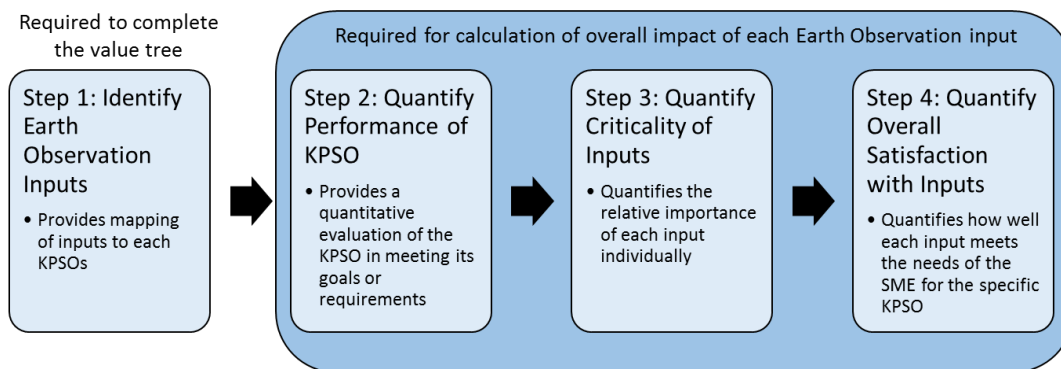 Required to complete
the value tree
Required for calculation of overall impact of each Earth Observation input
Step 1: Identify
Earth
Observation
Inputs
• Provides mapping
of inputs to each
KPSOs
Step 2: Quantify
Performance of
KPSO
• Provides a
quantitative
evaluation of the
KPSO in meeting its
goals or
requirements
Step 3: Quantify
Criticality of
Inputs
• Quantifies the
relative importance
of each input
individually
Step 4: Quantify
Overall
Satisfaction
with Inputs
• Quantifies how well
each input meets
the needs of the
SME for the specific
KPSO